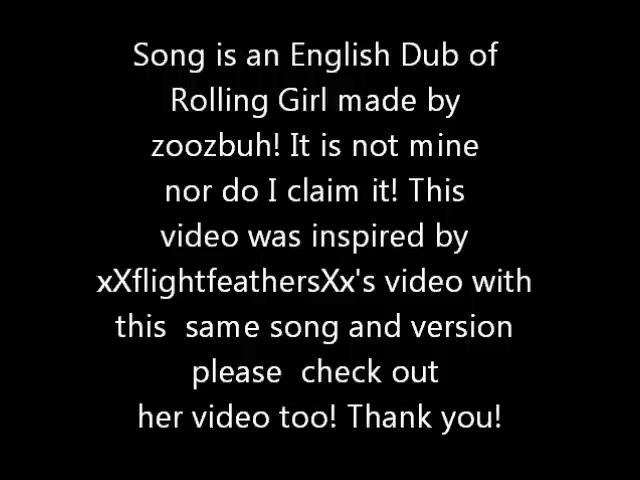 Song is an English Dub of
Rolling Girl made by
zoozbuh! It is not mine
nor do I claim it! This
video was inspired by
xXflightfeathersXx's video with
this  same song and version
please  check out
her video too! Thank you!